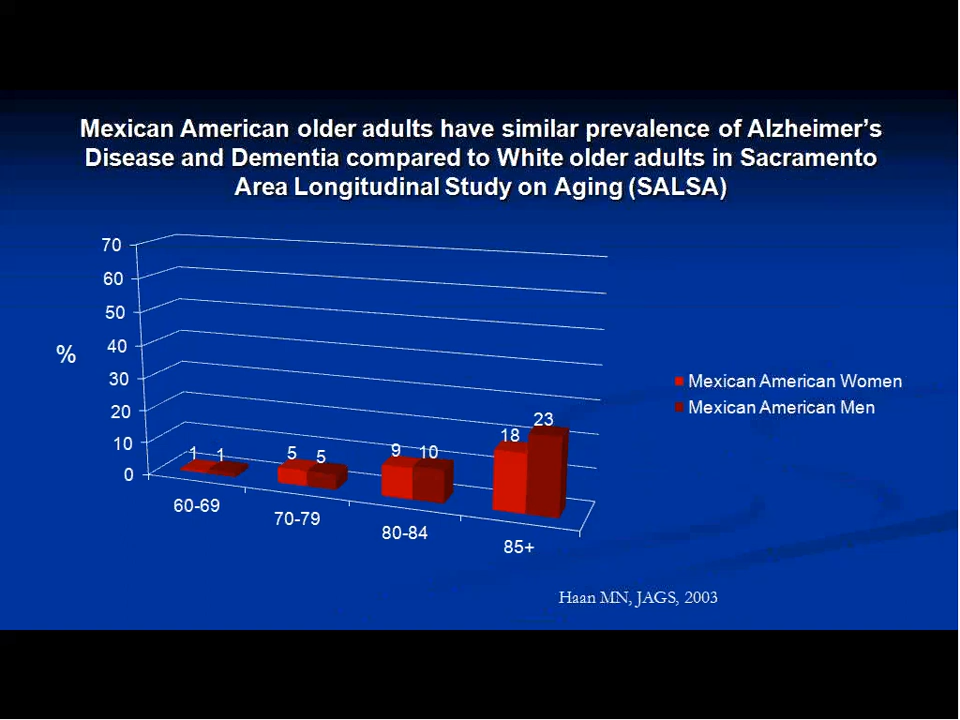 Mexican American older adults have similar prevalence of Alzheimer’s
Disease and Dementia compared to White older adults in Sacramento
Area Longitudinal Study on Aging (SALSA)
70
60
50
40
30
20
10
0
%
1 1
5 5
9 10
18 23
60-69
70-79
80-84
85+
Mexican American Women
Mexican American Men
Haan MN, JAGS, 2003